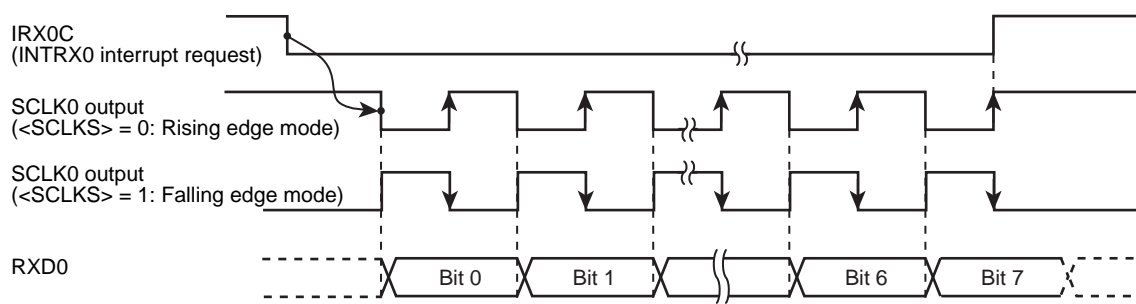 IRX0C
(INTRX0 interrupt request)
SCLK0 output
(<SCLKS> = 0: Rising edge mode)
SCLK0 output
(<SCLKS> = 1: Falling edge mode)
RXD0
Bit 0
Bit 1
Bit 6
Bit 7